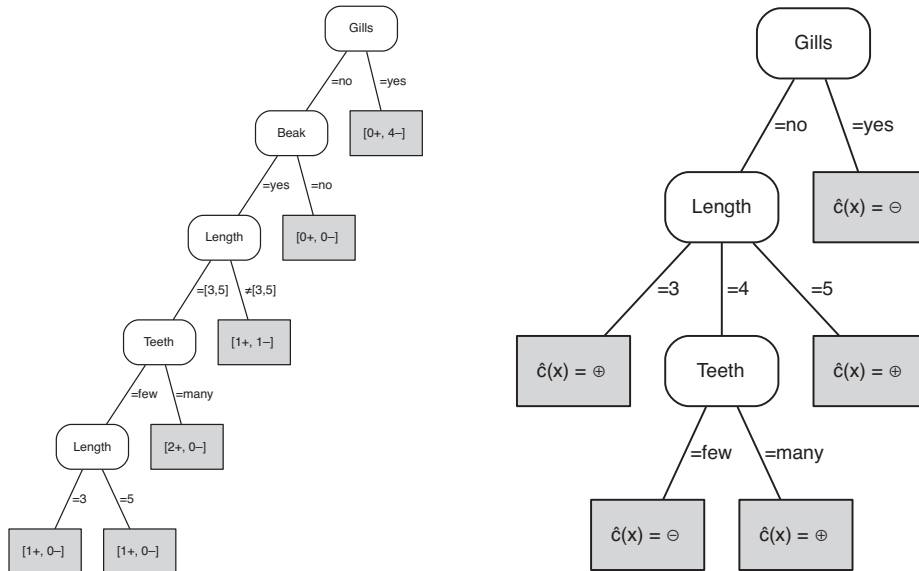 Gills
=no
=yes
Beak
[0+, 4–]
=yes
=no
Length
[0+, 0–]
=[3,5]
≠[3,5]
Teeth
[1+, 1–]
=few
=many
Length
[2+, 0–]
=3
=5
[1+, 0–]
[1+, 0–]
Gills
=no
=yes
Length
ĉ(x) = ⊖
=3
=4
=5
ĉ(x) = ⊕
Teeth
ĉ(x) = ⊕
=few
=many
ĉ(x) = ⊖
ĉ(x) = ⊕